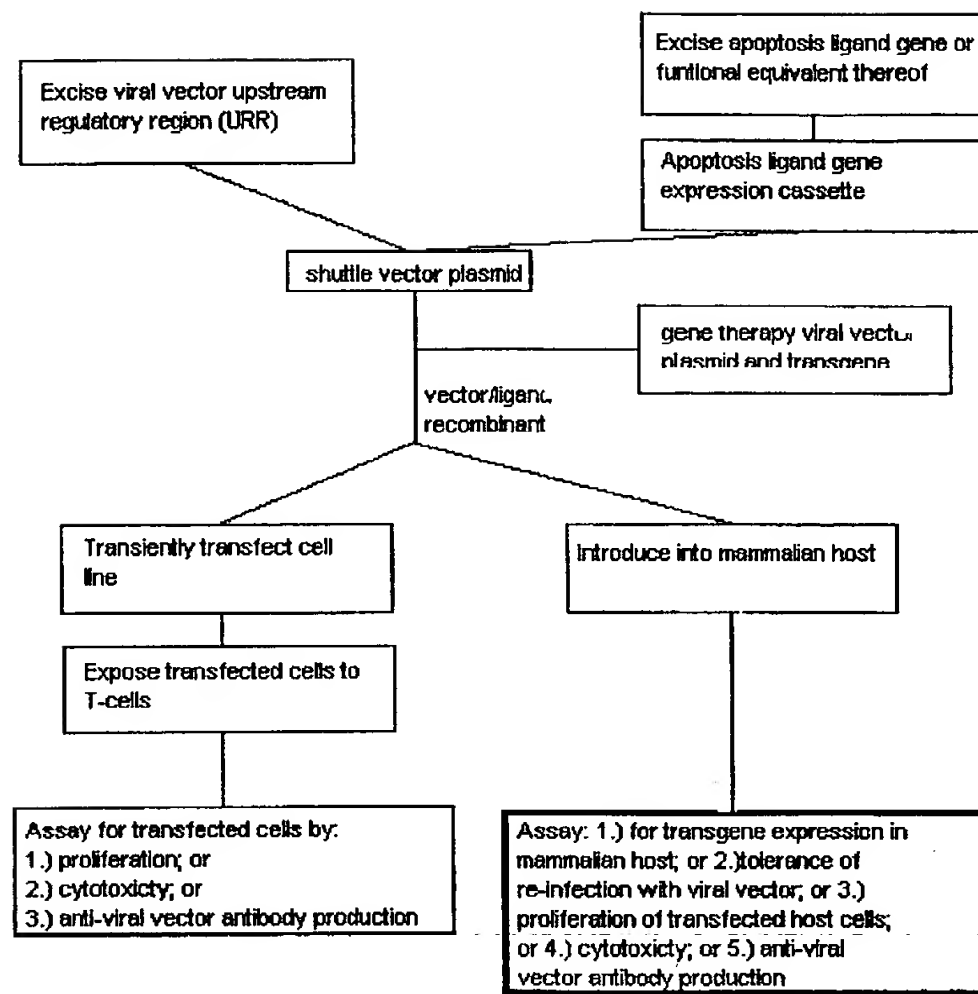 Excise viral vector upstream
regulatory region (URR)
Excise apoptosis ligand gene or
funtional equivalent thereof
Apoptosis ligand gene
expression cassette
shuttle vector plasmid
gene therapy viral
plasmid and transgene
recombinant
Transiently transfect cell
line
Introduce into mammalian host
Expose transfected cells to
T-cells
Assay for transfected cells by:
1.) proliferation; or
2.) cytotoxicty; or
3.) anti-viral vector antibody production
Assay: 1.) for transgene expression in
mammalian host; or 2.)tolerance of
re-infection with viral vector; or 3.)
proliferation of transfected host cells;
or 4.) cytotoxicty; or 5.) anti-viral
vector antibody production